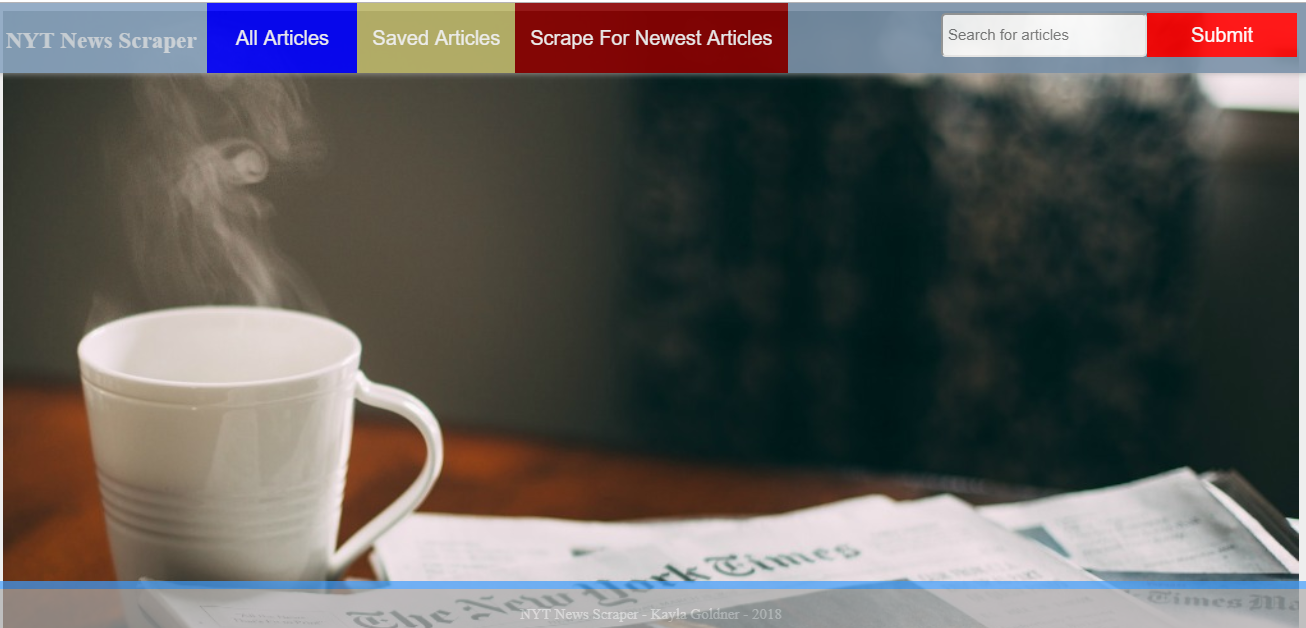 NYT News Scraper
All Articles
Saved Articles
Scrape For Newest Articles
Search for articles
Submit
The New York Times
NYT News Scraper - Kayla Goldner - 2018